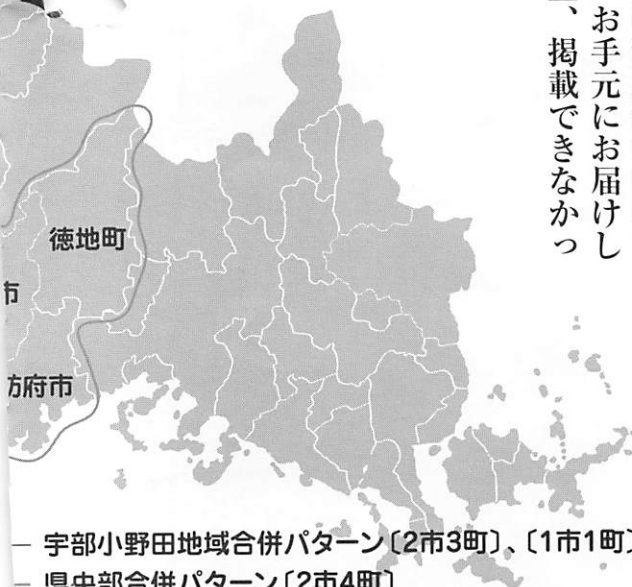 お手元にお届けし
、掲載できなかっ
徳地町
市
防府市
宇部小野田地域合併パターン〔2市3町〕、〔1市1町〕
県央部合併パターン〔2市4町〕